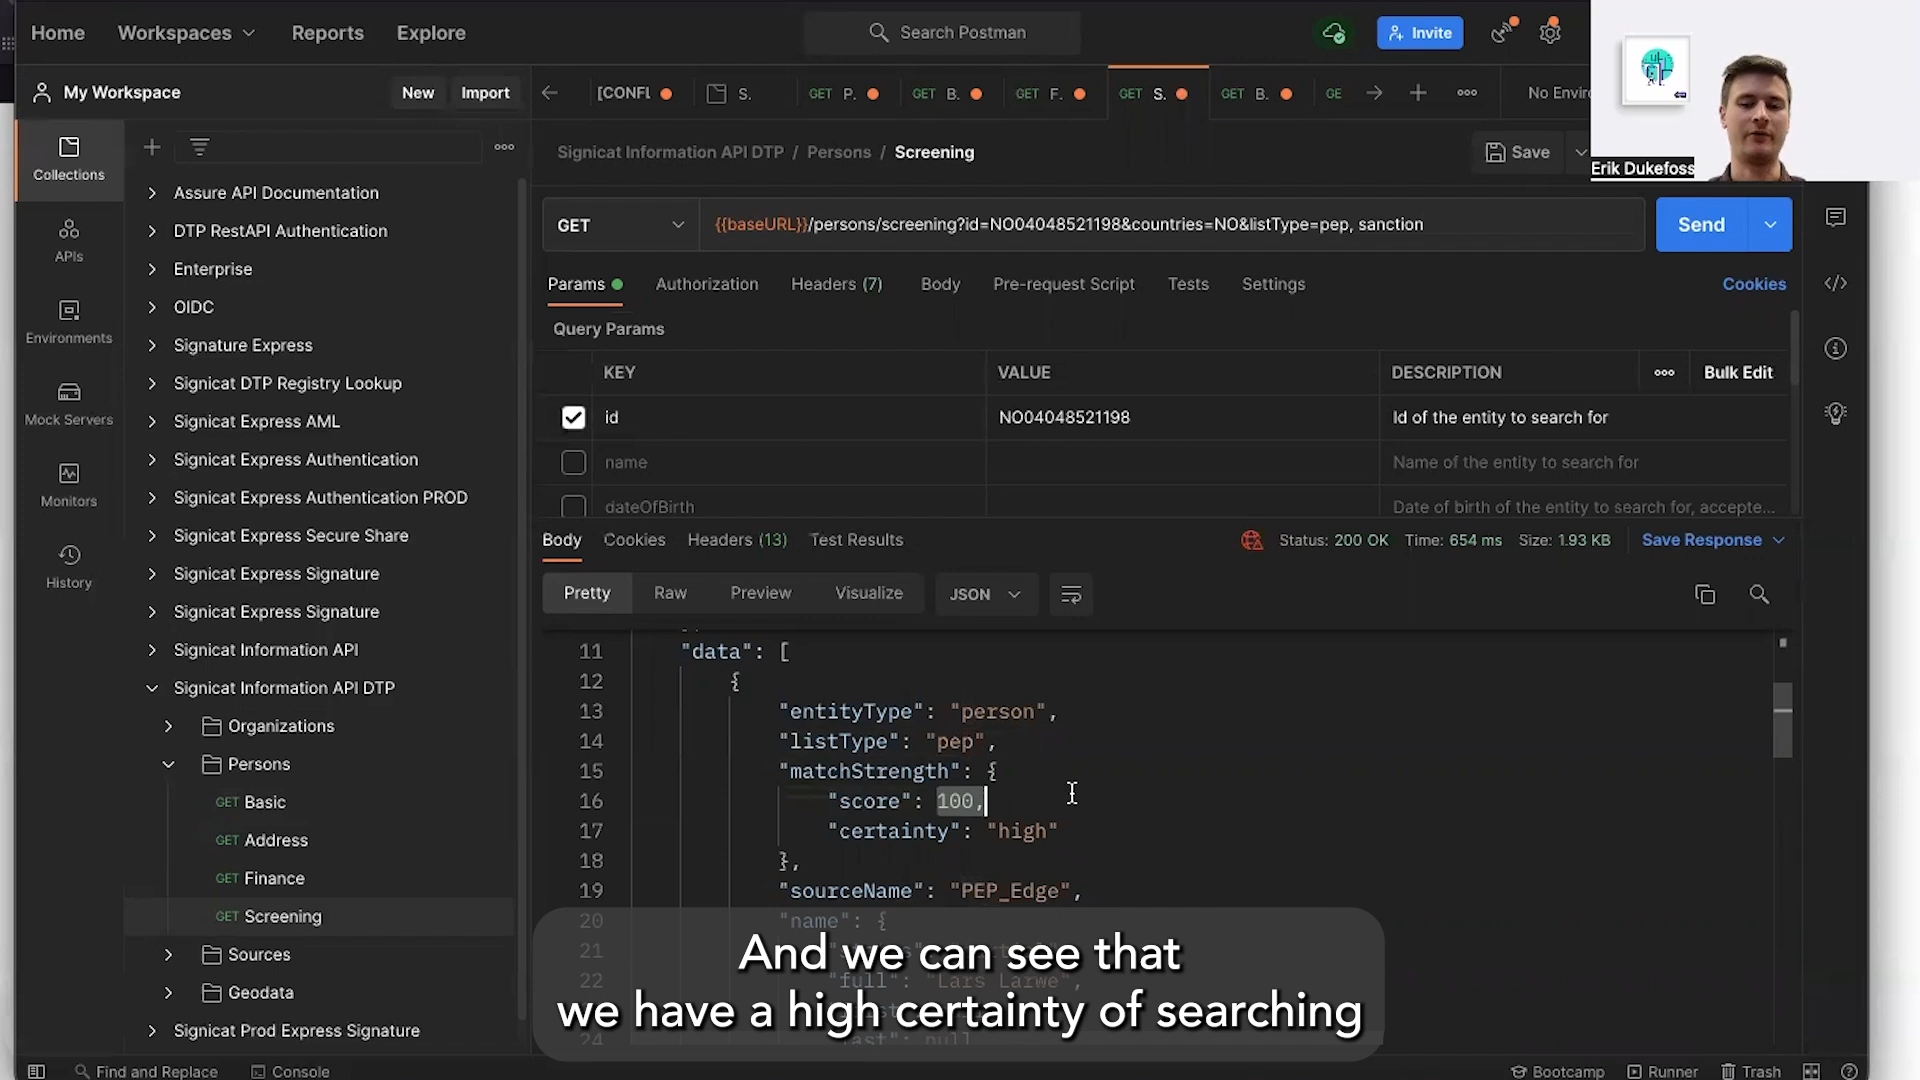 Home Workspaces Reports Explore Search Postman Invite
My Workspace New Import
[CONFL S. GET P. GET B. GET F. GET S. GET B. GE No Enviro
Erik Dukefoss
Collections
APIs
Environments
Mock Servers
Monitors
History
Assure API Documentation
DTP RestAPI Authentication
Enterprise
OIDC
Signature Express
Signicat DTP Registry Lookup
Signicat Express AML
Signicat Express Authentication
Signicat Express Authentication PROD
Signicat Express Secure Share
Signicat Express Signature
Signicat Express Signature
Signicat Information API
Signicat Information API DTP
Organizations
Persons
GET Basic
GET Address
GET Finance
GET Screening
Sources
Geodata
Signicat Prod Express Signature
Signicat Information API DTP / Persons / Screening Save
GET {{baseURL}}/persons/screening?id=NO04048521198&countries=NO&listType=pep, sanction Send
Params Authorization Headers (7) Body Pre-request Script Tests Settings Cookies
Query Params
KEY VALUE DESCRIPTION Bulk Edit
id NO04048521198 Id of the entity to search for
name Name of the entity to search for
dateOfBirth Date of birth of the entity to search for, accepte...
Body Cookies Headers (13) Test Results Status: 200 OK Time: 654 ms Size: 1.93 KB Save Response
Pretty Raw Preview Visualize JSON
11 "data": [
12 {
13 "entityType": "person",
14 "listType": "pep",
15 "matchStrength": {
16 "score": 100,
17 "certainty": "high"
18 },
19 "sourceName": "PEP_Edge",
20 "name": {
21
22 "full": "Lars Larwe",
24 "last": null
And we can see that
we have a high certainty of searching
Find and Replace Console Bootcamp Runner Trash